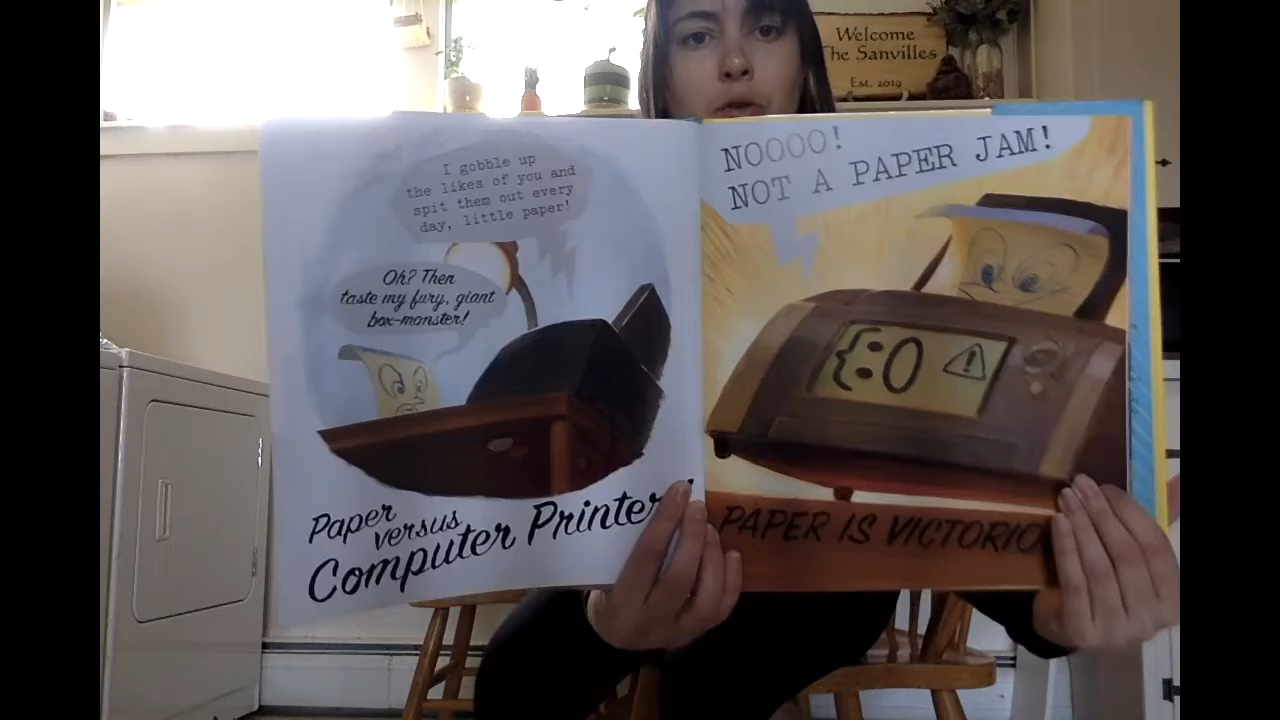 Welcome
The Sanvilles
Est. 2019
I gobble up
the likes of you and
spit them out every
day, little paper!
Oh? Then
taste my fury, giant
box-monster!
Paper
versus
Computer Printer
NOOOO!
NOT A PAPER JAM!
{:O
PAPER IS VICTORIO